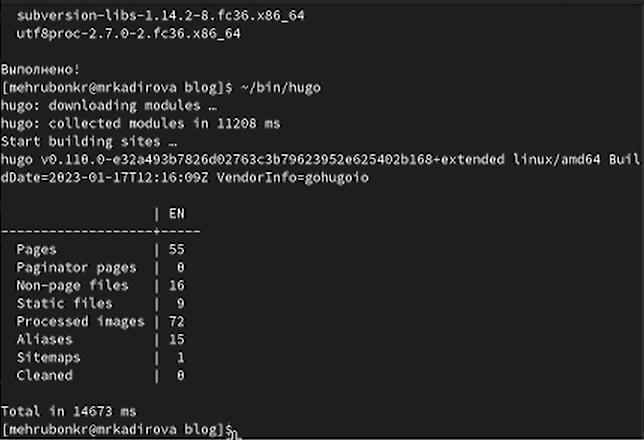 subversion-libs-1.14.2-8.fc36.x86_64
utf8proc-2.7.0-2.fc36.x86_64
Выполнено!
[mehrubonkr@mrkadirova blog]$ ~/bin/hugo
hugo: downloading modules …
hugo: collected modules in 11208 ms
Start building sites …
hugo v0.110.0-e32a493b7826d02763c3b79623952e625402b168+extended linux/amd64 Buil
dDate=2023-01-17T12:16:09Z VendorInfo=gohugoio
| EN
-------------------+-----
Pages | 55
Paginator pages | 0
Non-page files | 16
Static files | 9
Processed images | 72
Aliases | 15
Sitemaps | 1
Cleaned | 0
Total in 14673 ms
[mehrubonkr@mrkadirova blog]$